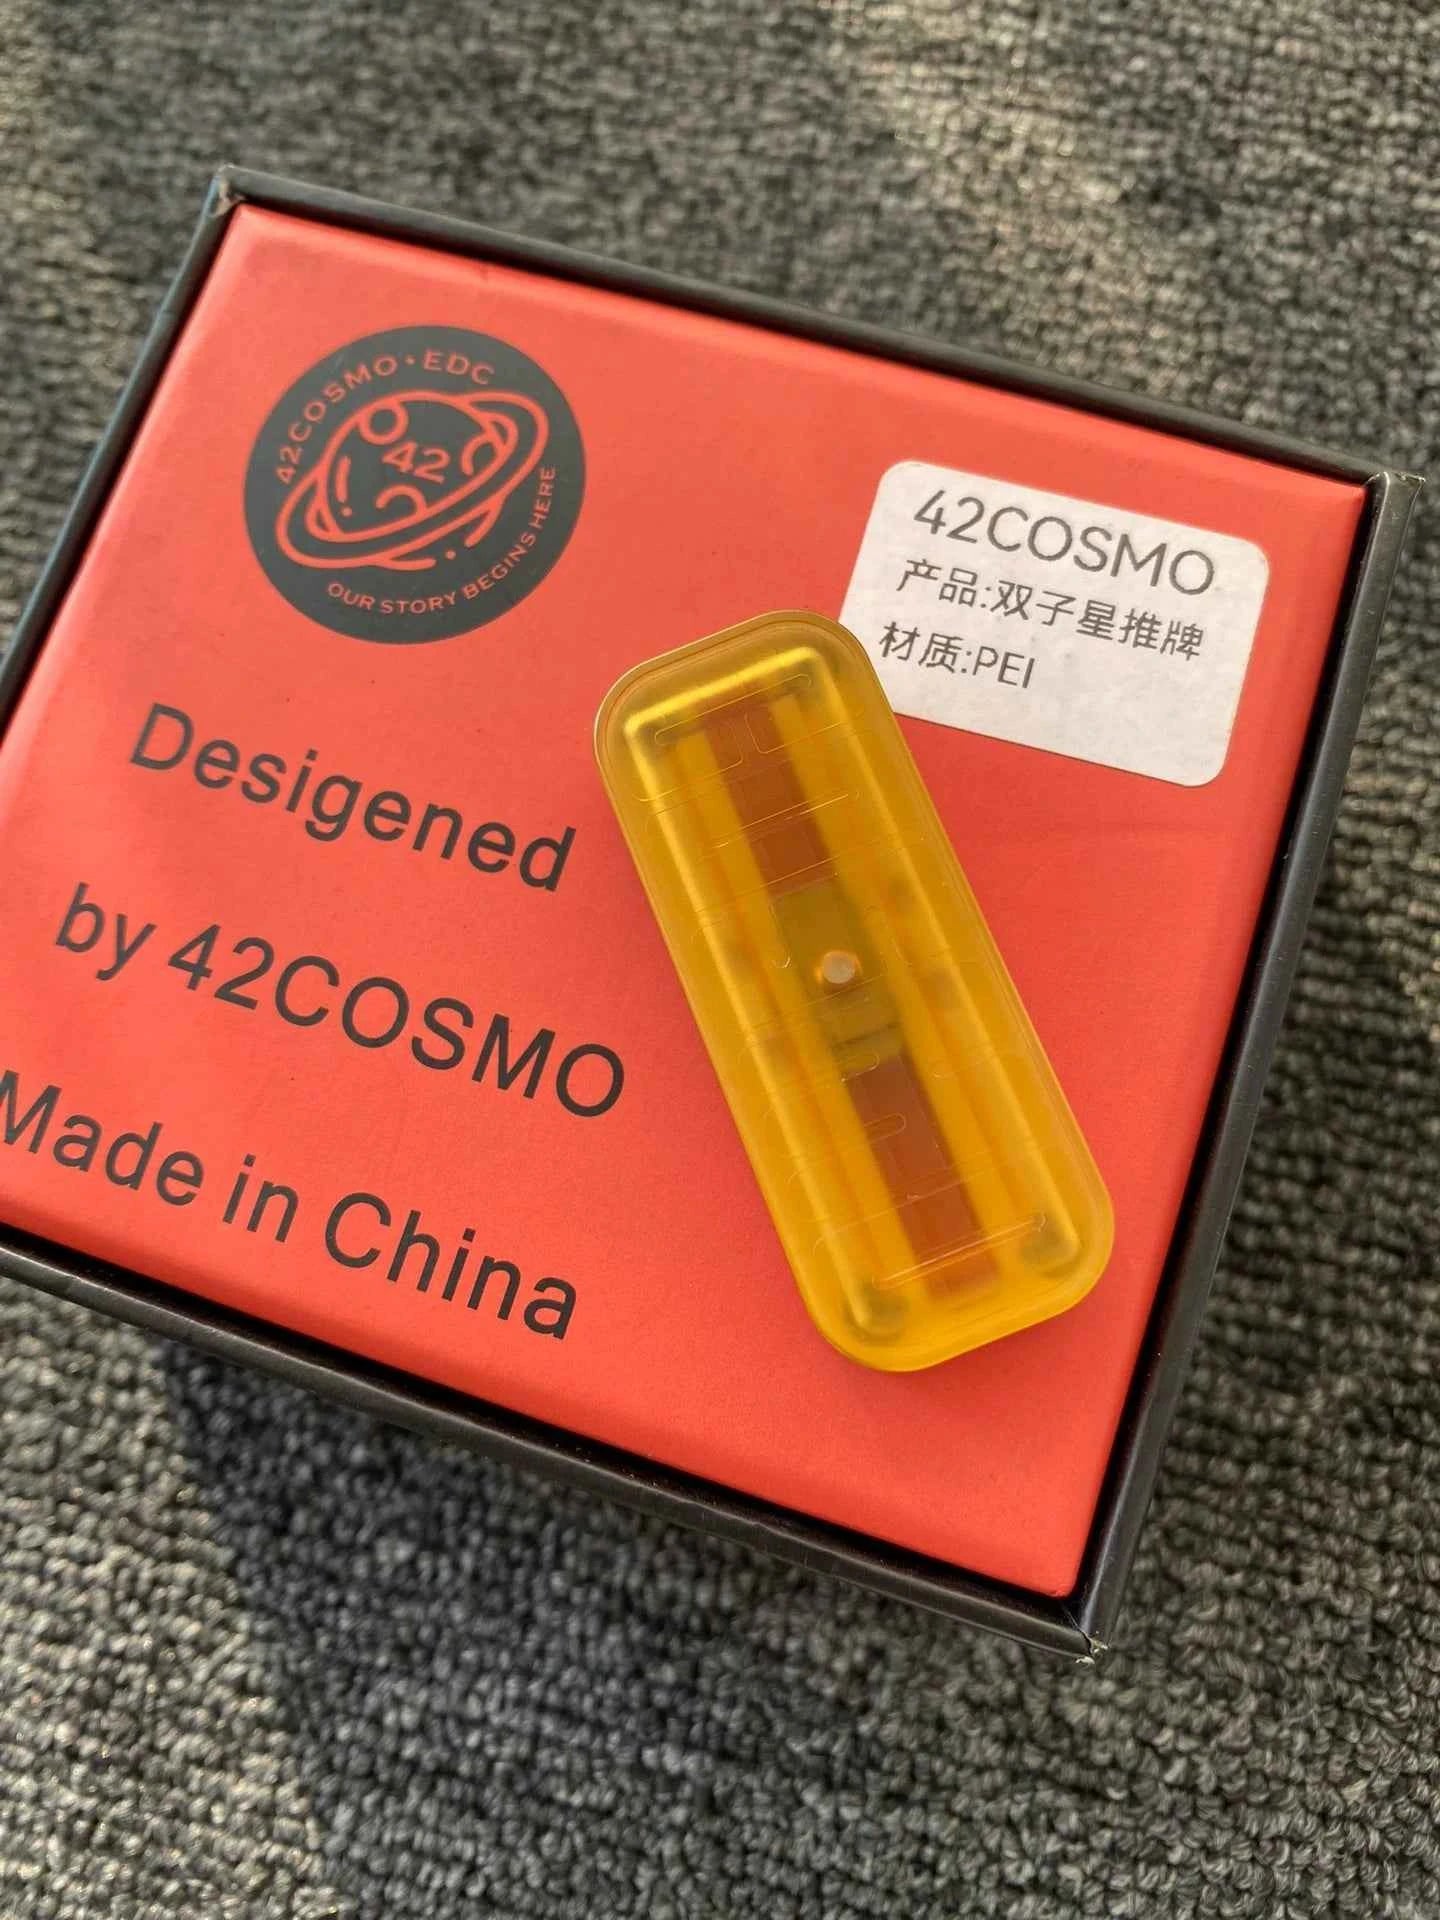 42COSMO · EDC
42
OUR STORY BEGINS HERE
42COSMO
产品:双子星推牌
材质:PEI
Desigened
by 42COSMO
Made in China